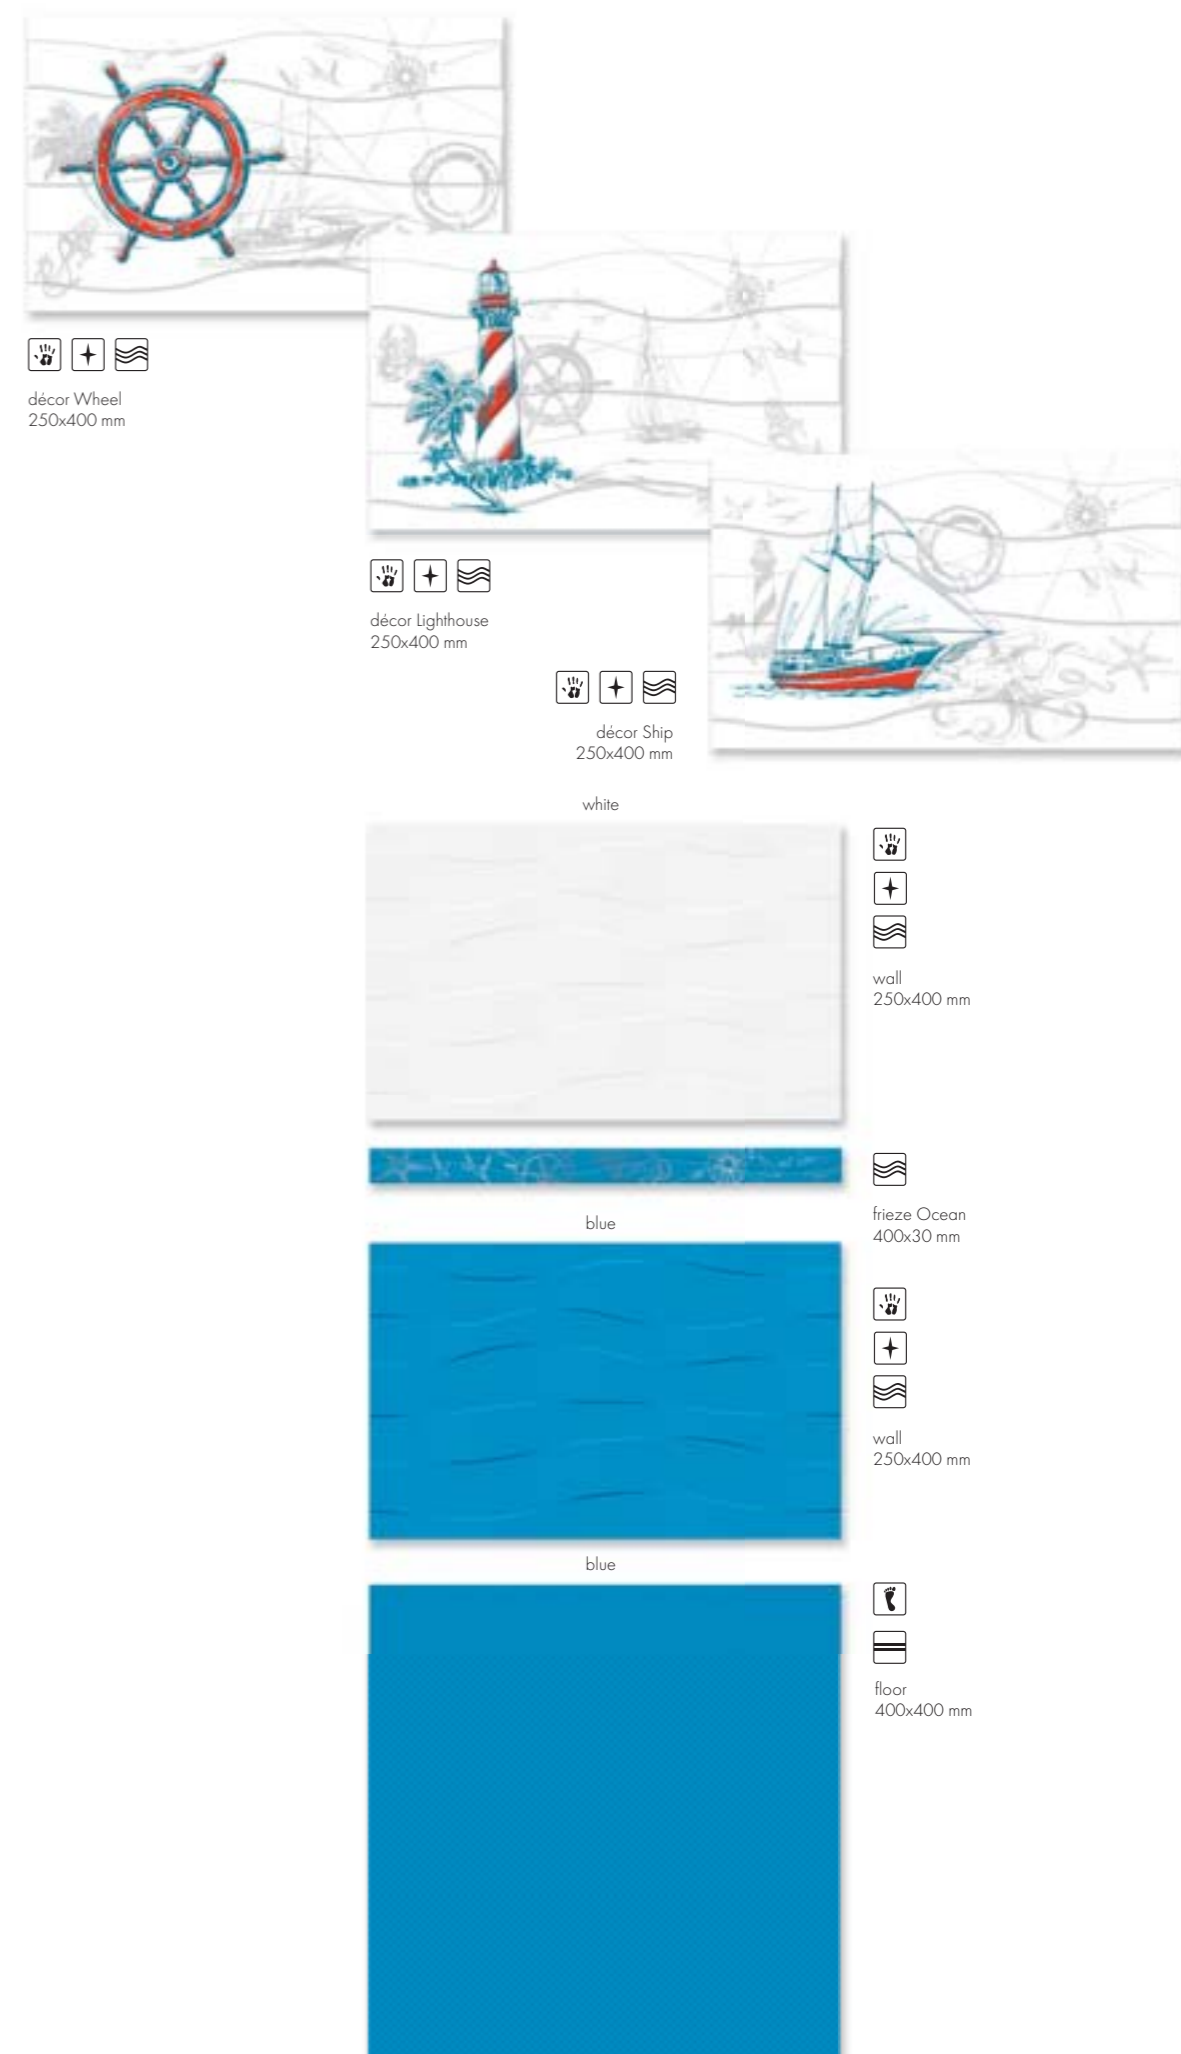 décor Wheel
250x400 mm
décor Lighthouse
250x400 mm
décor Ship
250x400 mm
white
wall
250x400 mm
frieze Ocean
400x30 mm
blue
wall
250x400 mm
blue
floor
400x400 mm